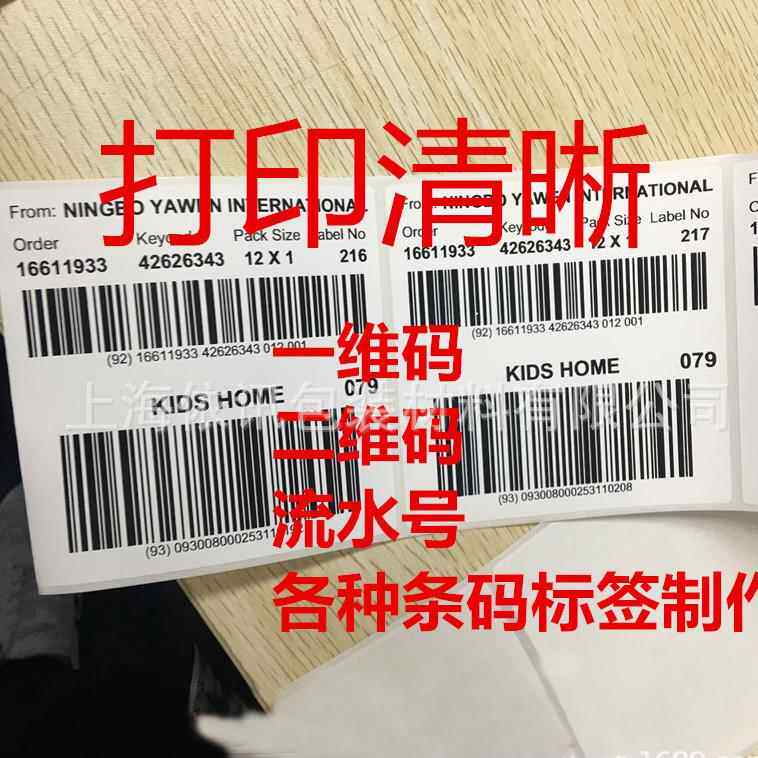 打印清晰
From: NINGBO YAWEN INTERNATIONAL
Order Keycode Pack Size Label No
16611933 42626343 12 X 1 216
(92) 16611933 42626343 012 001
KIDS HOME 079
(93) 0930080002531
From: NINGBO YAWEN INTERNATIONAL
Order Keycode Pack Size Label No
16611933 42626343 12 X 1 217
(92) 16611933 42626343 012 001
KIDS HOME 079
(93) 093008000253110208
一维码
二维码
流水号
各种条码标签制作